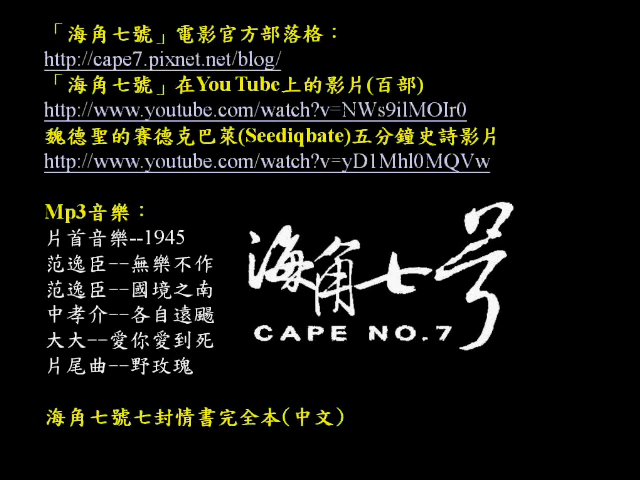 「海角七號」電影官方部落格：
http://cape7.pixnet.net/blog/
「海角七號」在You Tube上的影片(百部)
http://www.youtube.com/watch?v=NWs9ilMOIr0
魏德聖的賽德克巴萊(Seediqbate)五分鐘史詩影片
http://www.youtube.com/watch?v=yD1Mhl0MQVw
Mp3音樂：
片首音樂--1945
范逸臣--無樂不作
范逸臣--國境之南
中孝介--各自遠颺
大大--愛你愛到死
片尾曲--野玫瑰
海角七号
CAPE NO.7
海角七號七封情書完全本(中文)